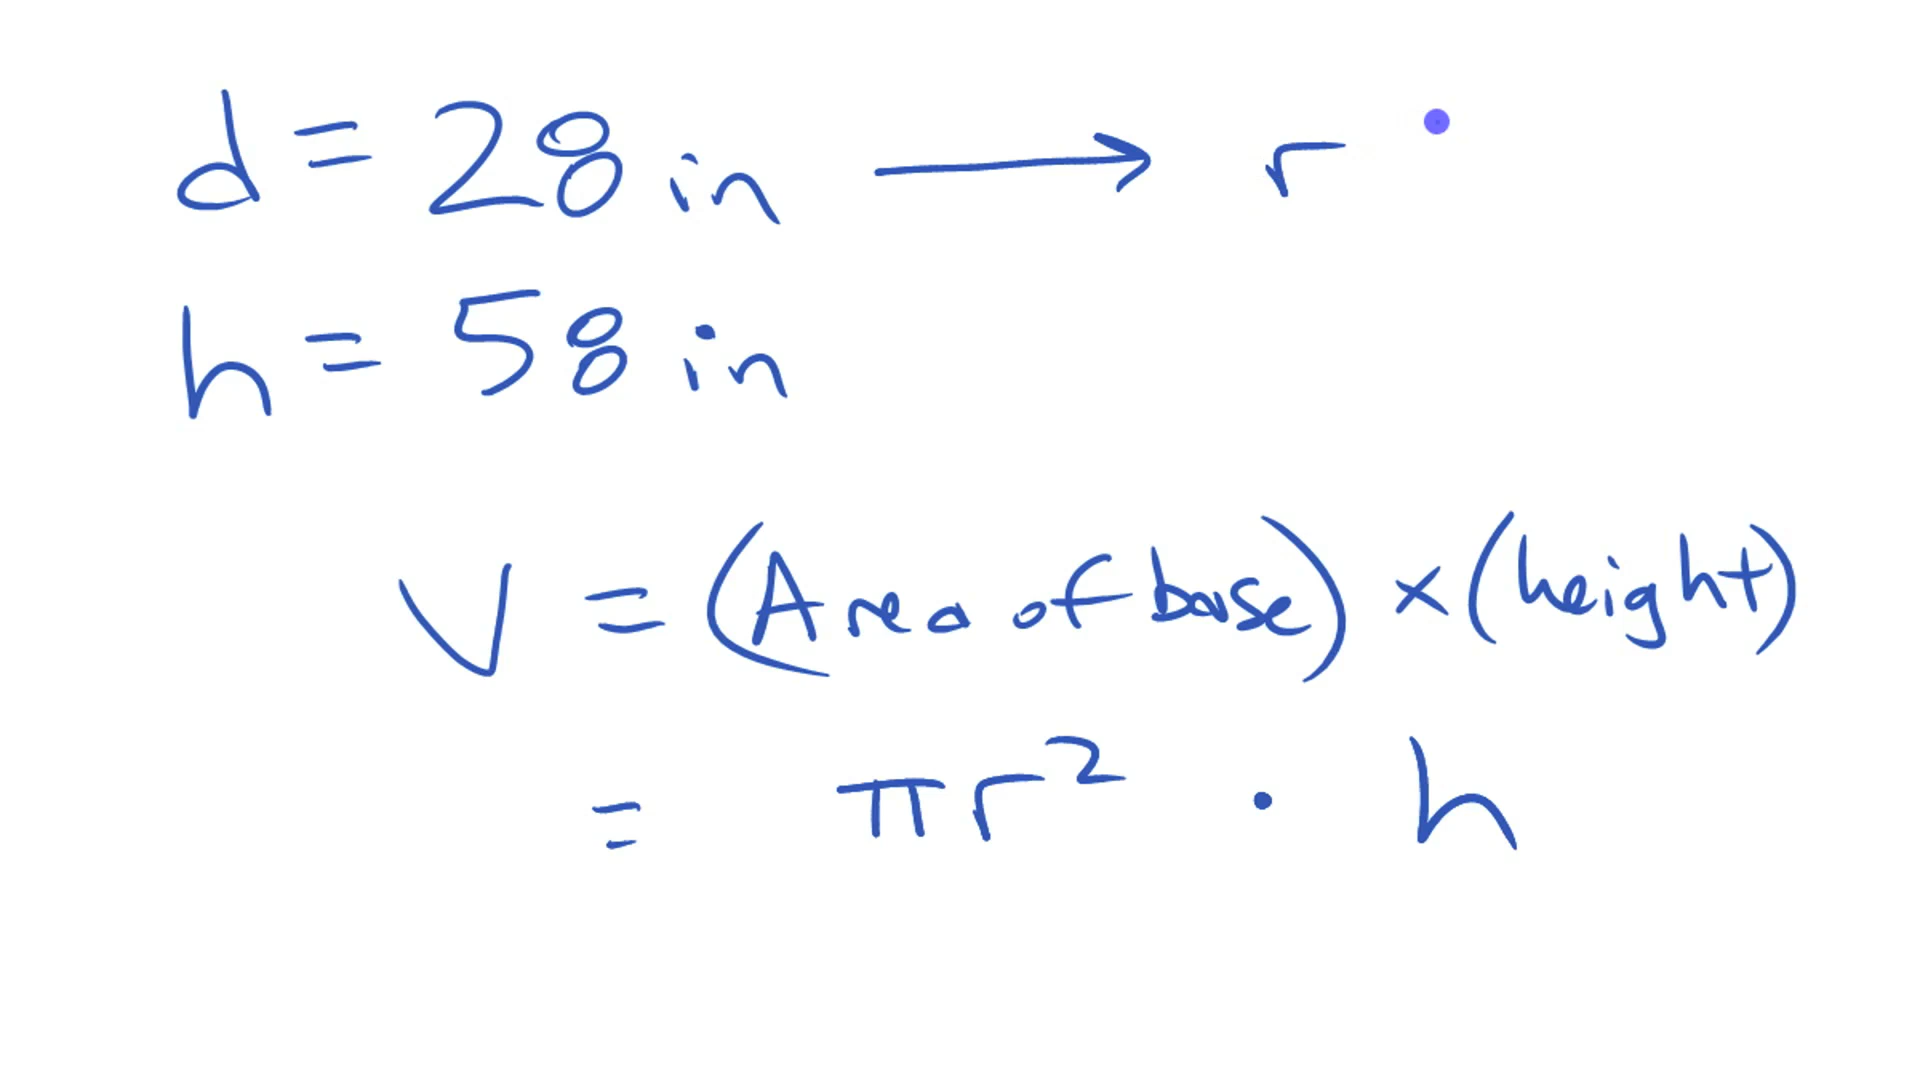 d = 28 in → r
h = 58 in
V = (Area of base) × (height)
= πr² · h